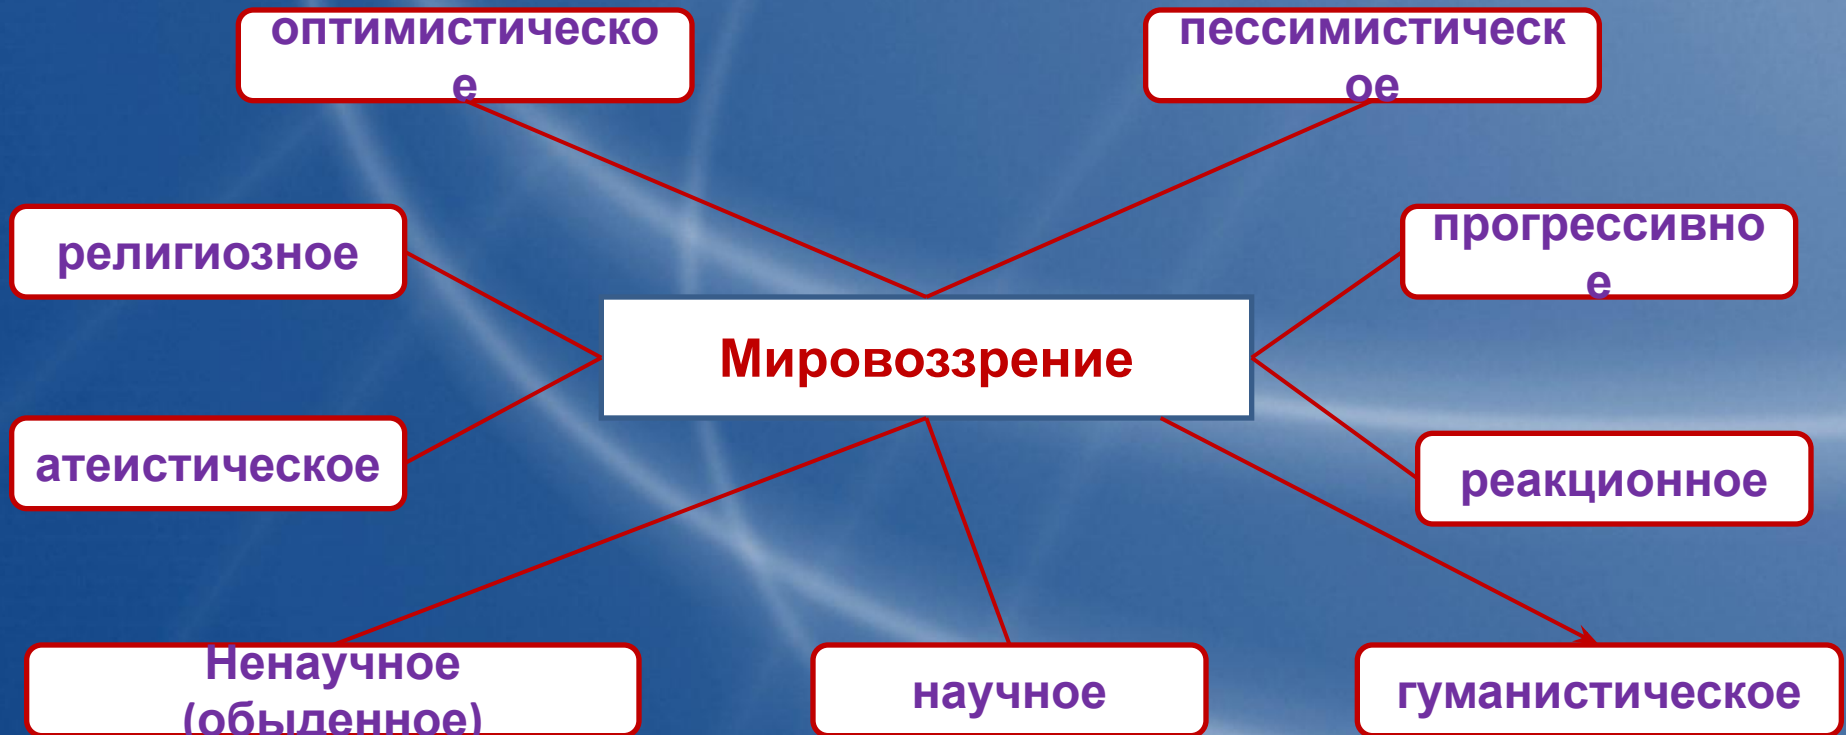 оптимистическо
е
пессимистическ
ое
религиозное
прогрессивно
е
Мировоззрение
атеистическое
реакционное
Ненаучное
(обыденное)
научное
гуманистическое